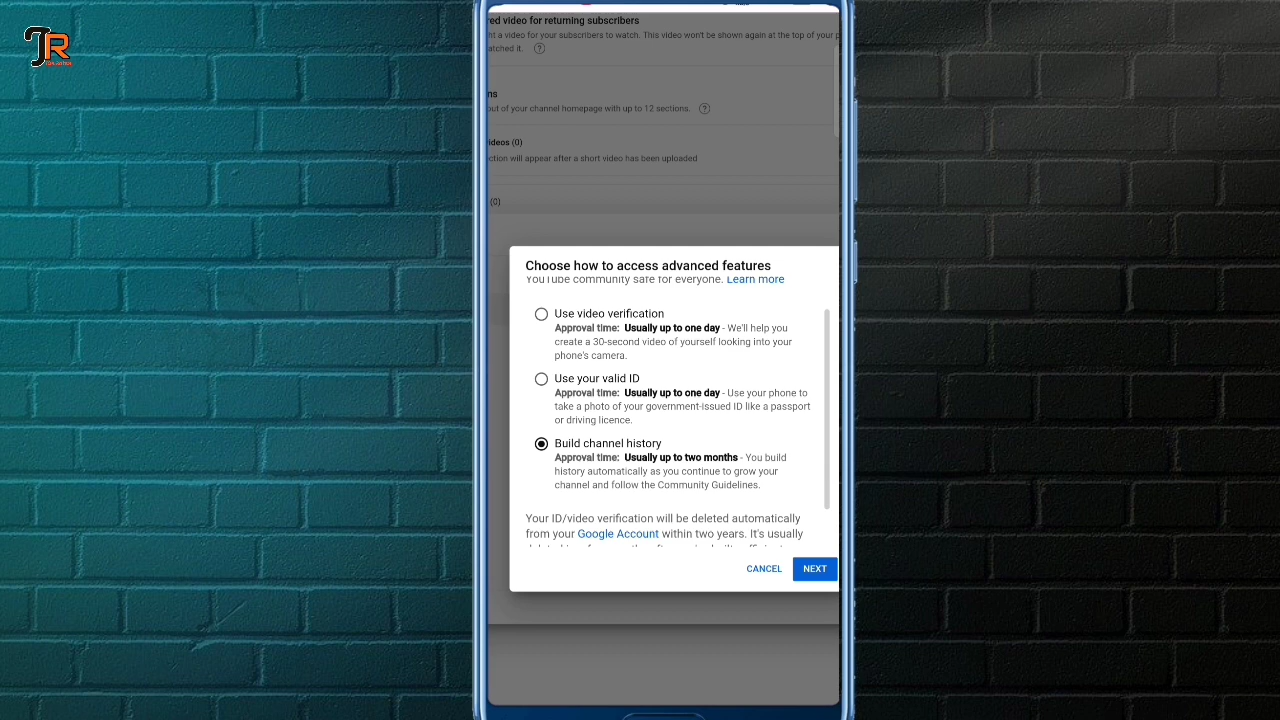 JR
red video for returning subscribers
ht a video for your subscribers to watch. This video won't be shown again at the top of your p
atched it. ?
ns
out of your channel homepage with up to 12 sections. ?
ideos (0)
ction will appear after a short video has been uploaded
(0)
Choose how to access advanced features
YouTube community safe for everyone. Learn more
Use video verification
Approval time: Usually up to one day - We'll help you
create a 30-second video of yourself looking into your
phone's camera.
Use your valid ID
Approval time: Usually up to one day - Use your phone to
take a photo of your government-issued ID like a passport
or driving licence.
Build channel history
Approval time: Usually up to two months - You build
history automatically as you continue to grow your
channel and follow the Community Guidelines.
Your ID/video verification will be deleted automatically
from your Google Account within two years. It's usually
CANCEL NEXT